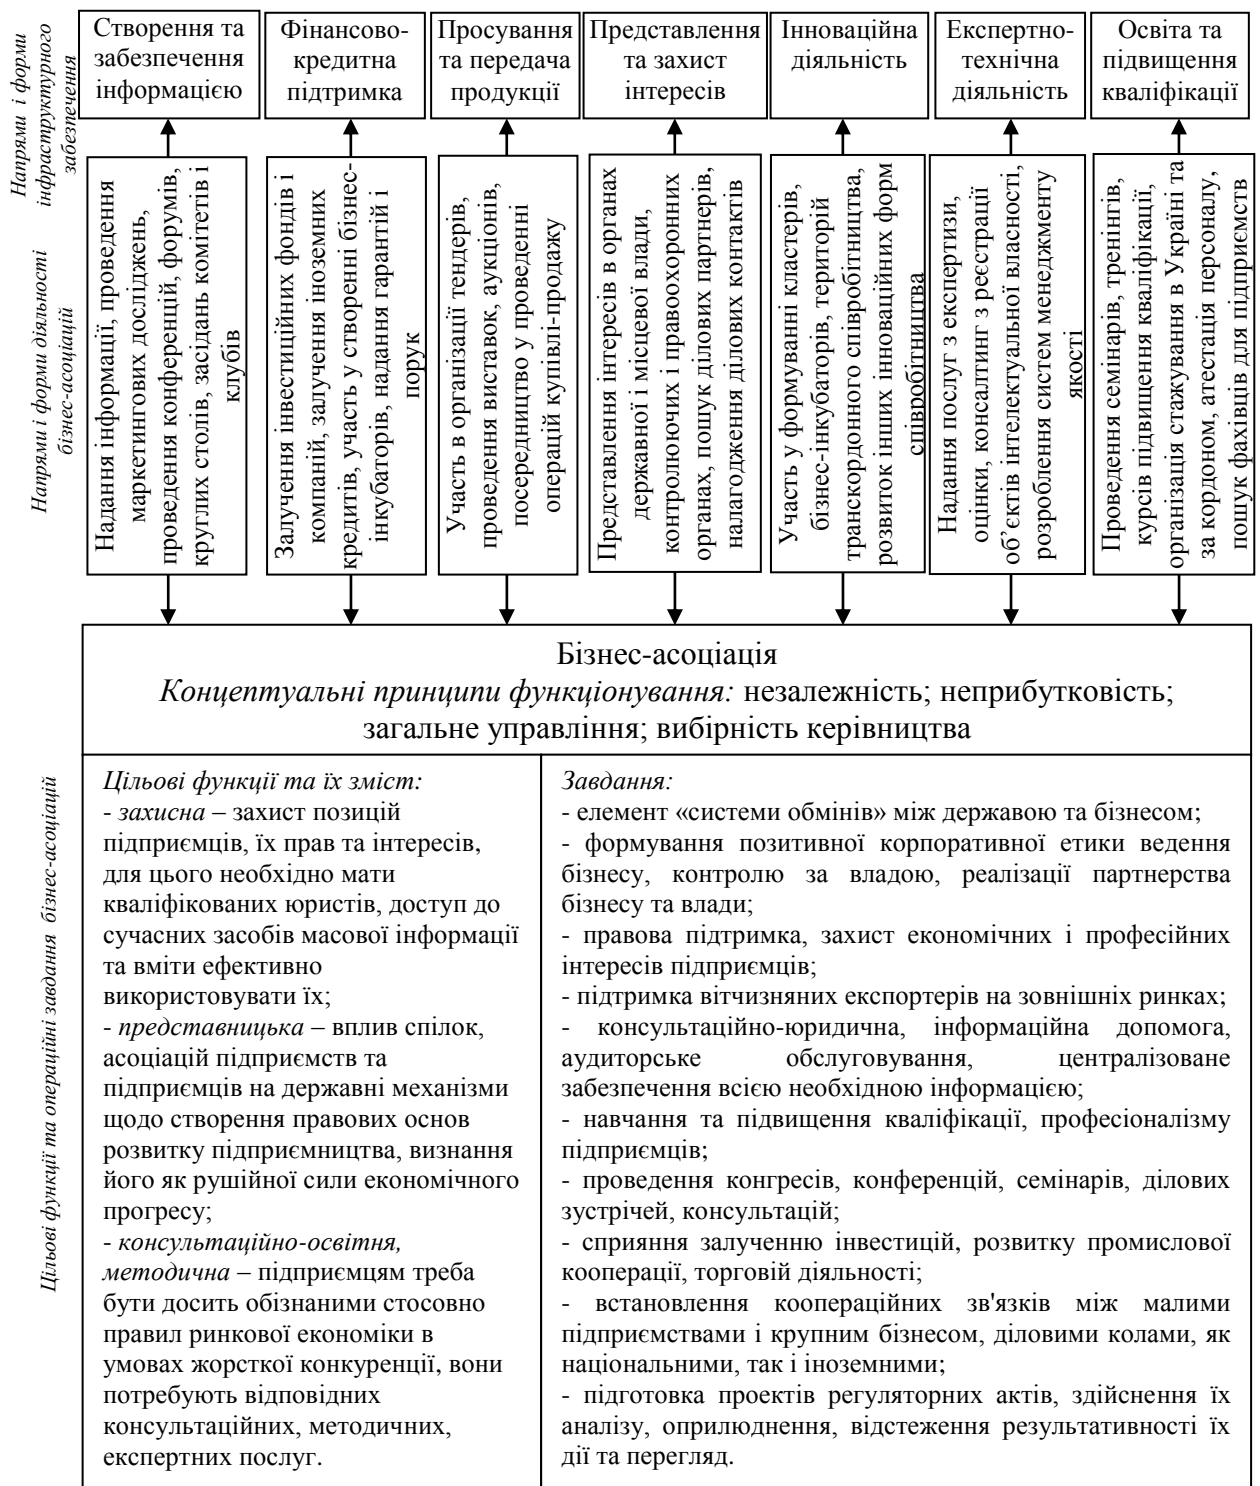 Напрями і форми
інфраструктурного
забезпечення
Створення та
забезпечення
інформацією
Фінансово-
кредитна
підтримка
Просування
та передача
продукції
Представлення
та захист
інтересів
Інноваційна
діяльність
Експертно-
технічна
діяльність
Освіта та
підвищення
кваліфікації
Напрями і форми діяльності
бізнес-асоціацій
Надання інформації, проведення
маркетингових досліджень,
проведення конференцій, форумів,
круглих столів, засідань комітетів і
клубів
Залучення інвестиційних фондів і
компаній, залучення іноземних
кредитів, участь у створенні бізнес-
інкубаторів, надання гарантій і
порук
Участь в організації тендерів,
проведення виставок, аукціонів,
посередництво у проведенні
операцій купівлі-продажу
Представлення інтересів в органах
державної і місцевої влади,
контролюючих і правоохоронних
органах, пошук ділових партнерів,
налагодження ділових контактів
Участь у формуванні кластерів,
бізнес-інкубаторів, територій
транскордонного співробітництва,
розвиток інших інноваційних форм
співробітництва
Надання послуг з експертизи,
оцінки, консалтинг з реєстрації
об’єктів інтелектуальної власності,
розроблення систем менеджменту
якості
Проведення семінарів, тренінгів,
курсів підвищення кваліфікації,
організація стажування в Україні та
за кордоном, атестація персоналу,
пошук фахівців для підприємств
Бізнес-асоціація
Концептуальні принципи функціонування: незалежність; неприбутковість;
загальне управління; вибірність керівництва
Цільові функції та операційні завдання бізнес-асоціацій
Цільові функції та їх зміст:
- захисна – захист позицій
підприємців, їх прав та інтересів,
для цього необхідно мати
кваліфікованих юристів, доступ до
сучасних засобів масової інформації
та вміти ефективно
використовувати їх;
- представницька – вплив спілок,
асоціацій підприємств та
підприємців на державні механізми
щодо створення правових основ
розвитку підприємництва, визнання
його як рушійної сили економічного
прогресу;
- консультаційно-освітня,
методична – підприємцям треба
бути досить обізнаними стосовно
правил ринкової економіки в
умовах жорсткої конкуренції, вони
потребують відповідних
консультаційних, методичних,
експертних послуг.
Завдання:
- елемент «системи обмінів» між державою та бізнесом;
- формування позитивної корпоративної етики ведення
бізнесу, контролю за владою, реалізації партнерства
бізнесу та влади;
- правова підтримка, захист економічних і професійних
інтересів підприємців;
- підтримка вітчизняних експортерів на зовнішніх ринках;
- консультаційно-юридична, інформаційна допомога,
аудиторське обслуговування, централізоване
забезпечення всією необхідною інформацією;
- навчання та підвищення кваліфікації, професіоналізму
підприємців;
- проведення конгресів, конференцій, семінарів, ділових
зустрічей, консультацій;
- сприяння залученню інвестицій, розвитку промислової
кооперації, торговій діяльності;
- встановлення коопераційних зв'язків між малими
підприємствами і крупним бізнесом, діловими колами, як
національними, так і іноземними;
- підготовка проектів регуляторних актів, здійснення їх
аналізу, оприлюднення, відстеження результативності їх
дії та перегляд.